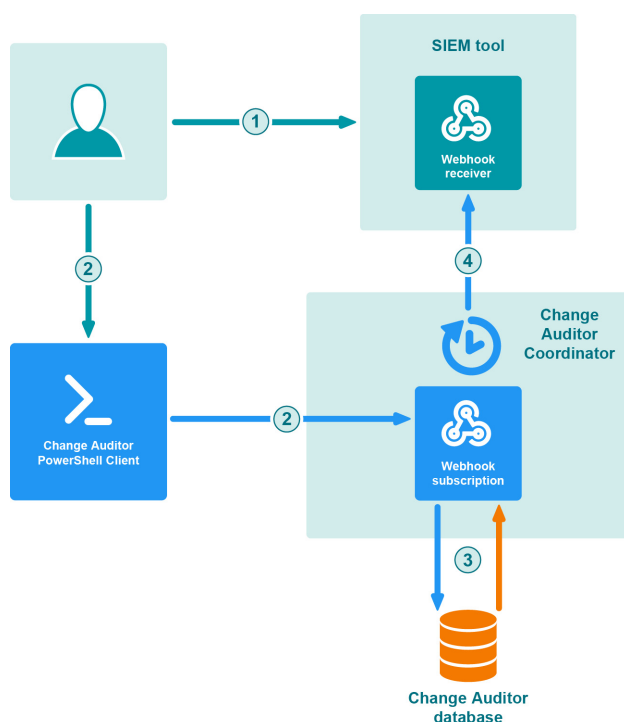 SIEM tool
1
Webhook
receiver
2
4
Change
Auditor
Coordinator
Change Auditor
PowerShell Client
2
Webhook
subscription
3
Change Auditor
database